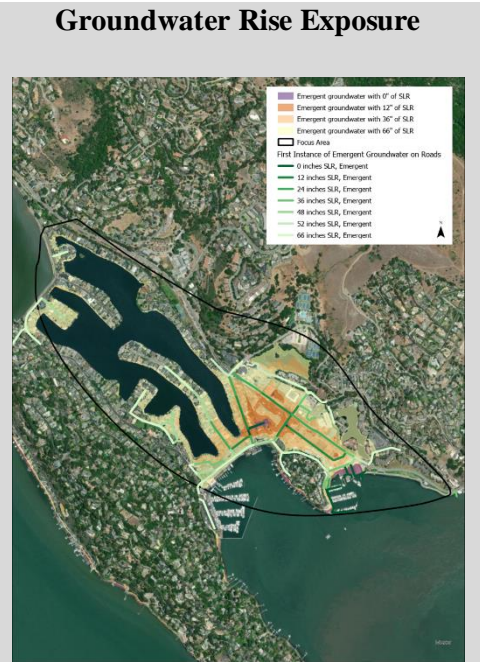 Groundwater Rise Exposure
Emergent groundwater with 0" of SLR
Emergent groundwater with 12" of SLR
Emergent groundwater with 36" of SLR
Emergent groundwater with 66" of SLR
Focus Area
First Instance of Emergent Groundwater on Roads
0 inches SLR, Emergent
12 inches SLR, Emergent
24 inches SLR, Emergent
36 inches SLR, Emergent
48 inches SLR, Emergent
52 inches SLR, Emergent
66 inches SLR, Emergent
N